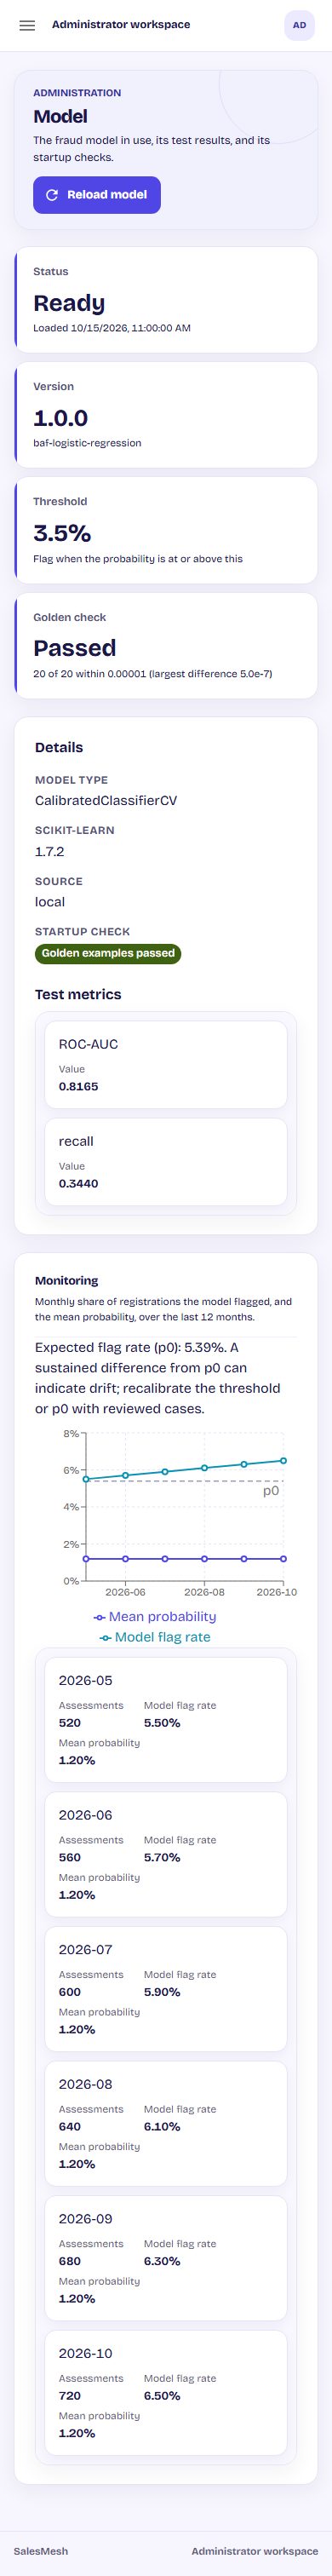 Administrator workspace
AD
ADMINISTRATION
Model
The fraud model in use, its test results, and its
startup checks.
Reload model
Status
Ready
Loaded 10/15/2026, 11:00:00 AM
Version
1.0.0
baf-logistic-regression
Threshold
3.5%
Flag when the probability is at or above this
Golden check
Passed
20 of 20 within 0.00001 (largest difference 5.0e-7)
Details
MODEL TYPE
CalibratedClassifierCV
SCIKIT-LEARN
1.7.2
SOURCE
local
STARTUP CHECK
Golden examples passed
Test metrics
ROC-AUC
Value
0.8165
recall
Value
0.3440
Monitoring
Monthly share of registrations the model flagged, and
the mean probability, over the last 12 months.
Expected flag rate (p0): 5.39%. A
sustained difference from p0 can
indicate drift; recalibrate the threshold
or p0 with reviewed cases.
8%
6%
p0
4%
2%
0%
2026-06 2026-08 2026-10
Mean probability
Model flag rate
2026-05
Assessments Model flag rate
520 5.50%
Mean probability
1.20%
2026-06
Assessments Model flag rate
560 5.70%
Mean probability
1.20%
2026-07
Assessments Model flag rate
600 5.90%
Mean probability
1.20%
2026-08
Assessments Model flag rate
640 6.10%
Mean probability
1.20%
2026-09
Assessments Model flag rate
680 6.30%
Mean probability
1.20%
2026-10
Assessments Model flag rate
720 6.50%
Mean probability
1.20%
SalesMesh Administrator workspace